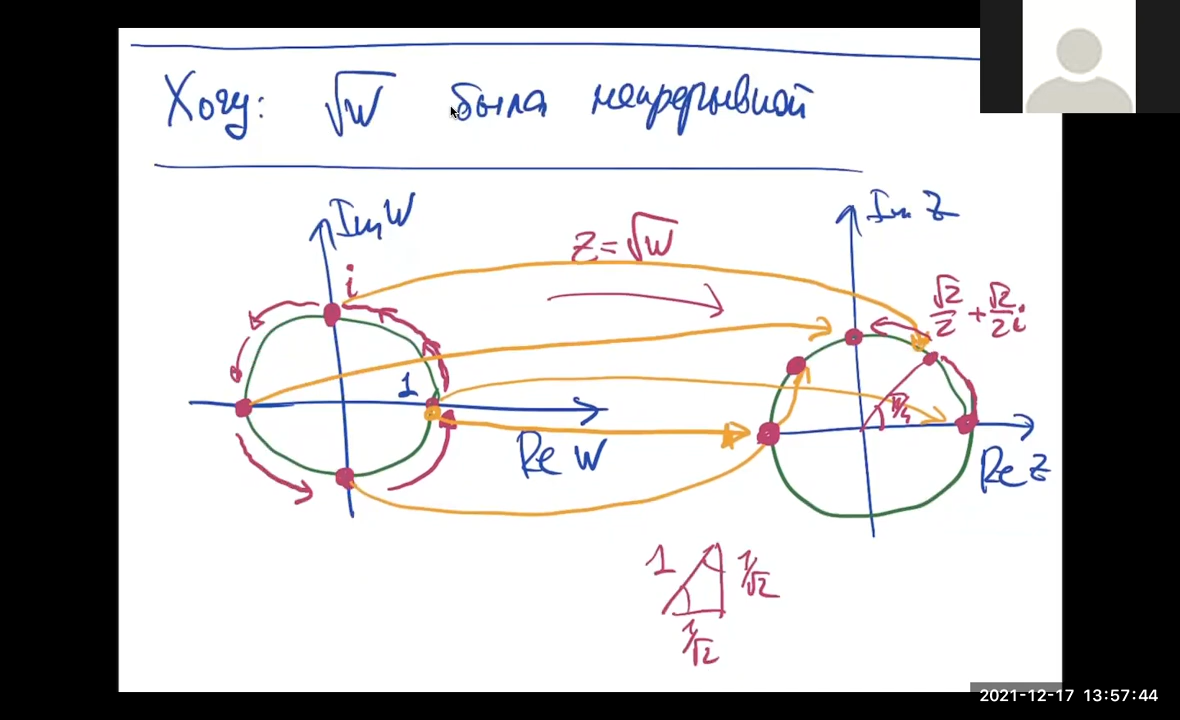 Хочу: √w была непрерывной
Im W
Im Z
z = √w
i
√2/2 + √2/2 i
1
π/4
Re W
Re z
1
1/√2
1/√2
2021-12-17 13:57:44